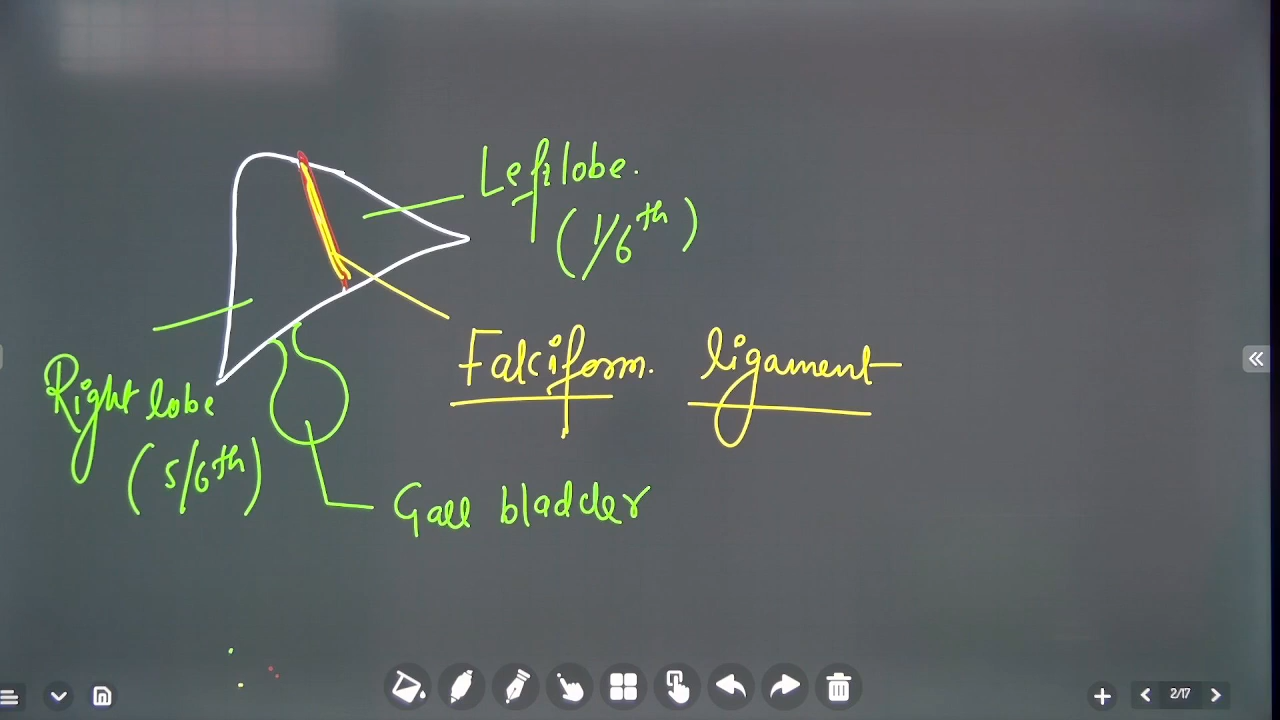 Left lobe.
(1/6th)
Falciform. ligament
Right lobe
(5/6th)
Gall bladder
2/17